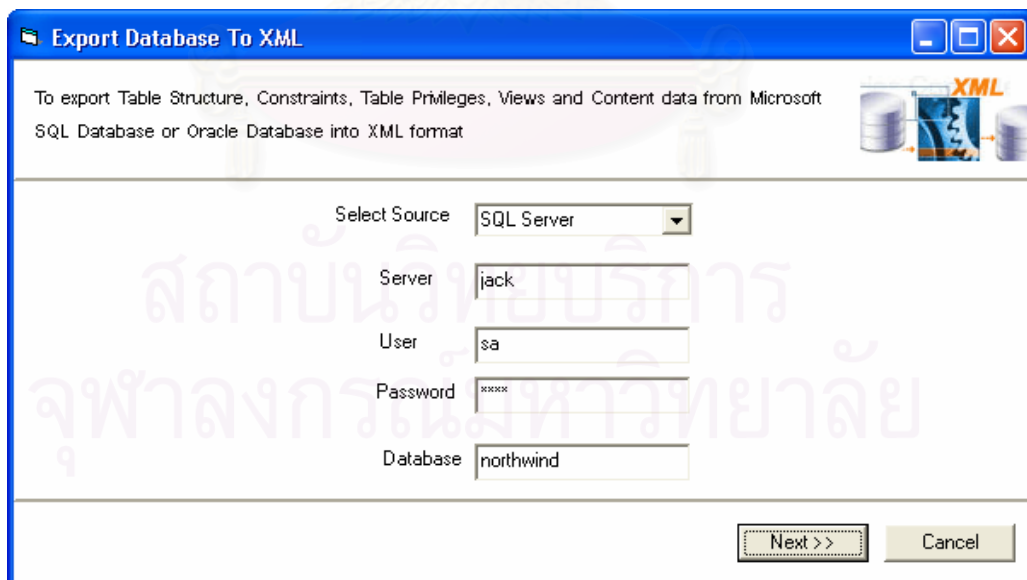 Export Database To XML
To export Table Structure, Constraints, Table Privileges, Views and Content data from Microsoft
SQL Database or Oracle Database into XML format
XML
Select Source SQL Server
Server jack
User sa
Password ****
Database northwind
สถาบันวิทยบริการ
จุฬาลงกรณ์มหาวิทยาลัย
Next >> Cancel